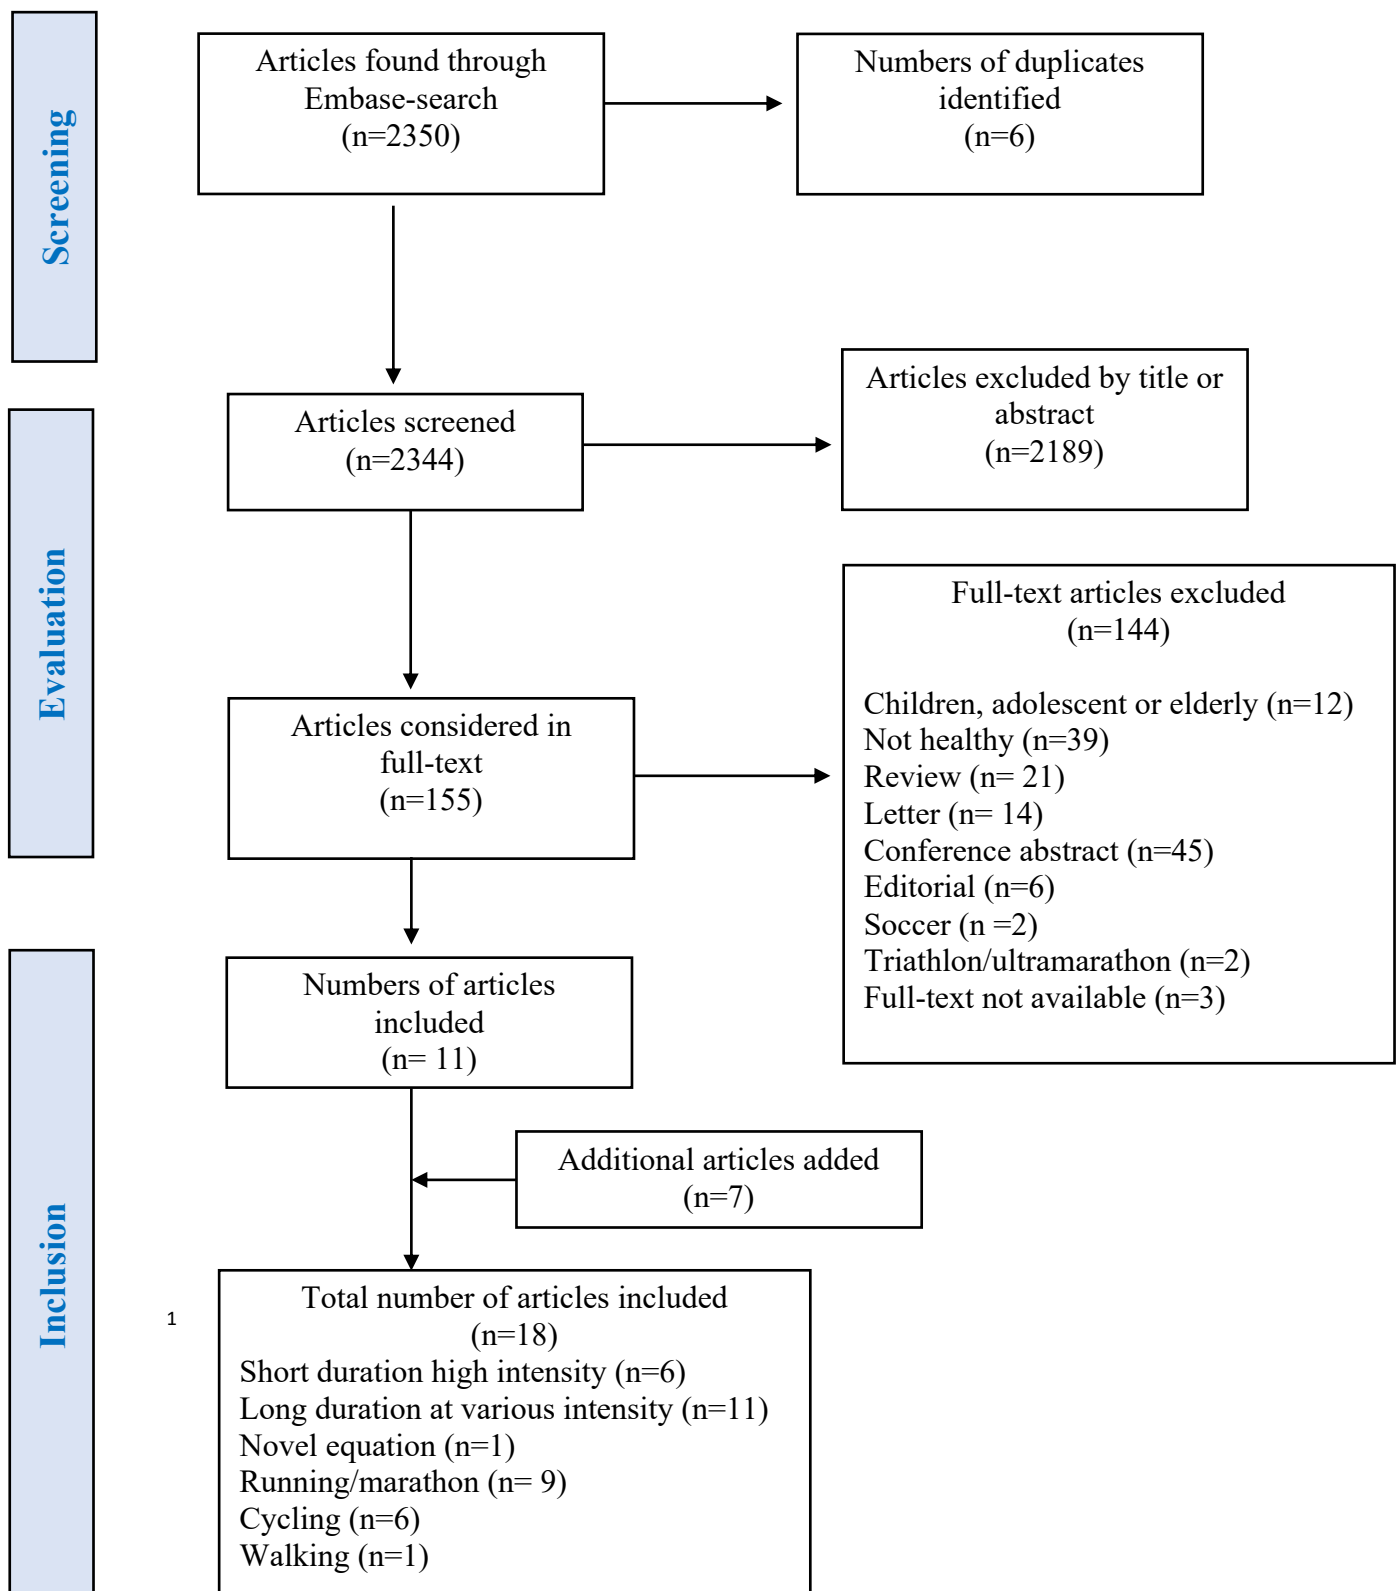 Screening
Articles found through
Embase-search
(n=2350)
Numbers of duplicates
identified
(n=6)
Evaluation
Articles screened
(n=2344)
Articles excluded by title or
abstract
(n=2189)
Articles considered in
full-text
(n=155)
Full-text articles excluded
(n=144)
Children, adolescent or elderly (n=12)
Not healthy (n=39)
Review (n= 21)
Letter (n= 14)
Conference abstract (n=45)
Editorial (n=6)
Soccer (n =2)
Triathlon/ultramarathon (n=2)
Full-text not available (n=3)
Inclusion
Numbers of articles
included
(n= 11)
Additional articles added
(n=7)
1
Total number of articles included
(n=18)
Short duration high intensity (n=6)
Long duration at various intensity (n=11)
Novel equation (n=1)
Running/marathon (n= 9)
Cycling (n=6)
Walking (n=1)